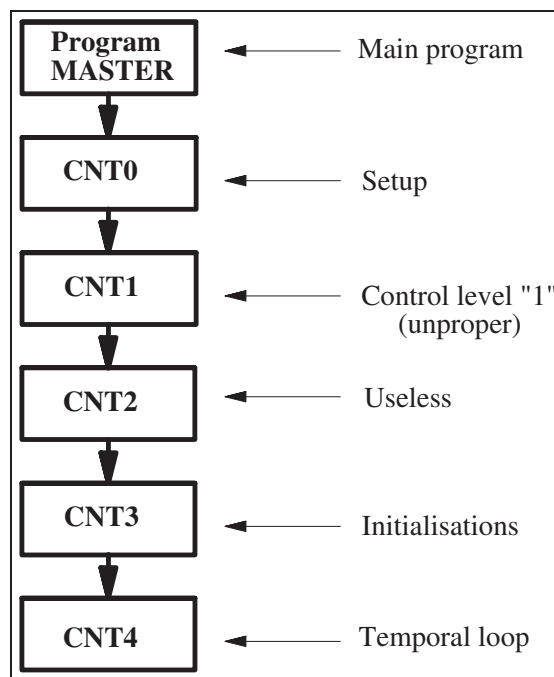 Program
MASTER
Main program
CNT0
Setup
CNT1
Control level "1"
(unproper)
CNT2
Useless
CNT3
Initialisations
CNT4
Temporal loop